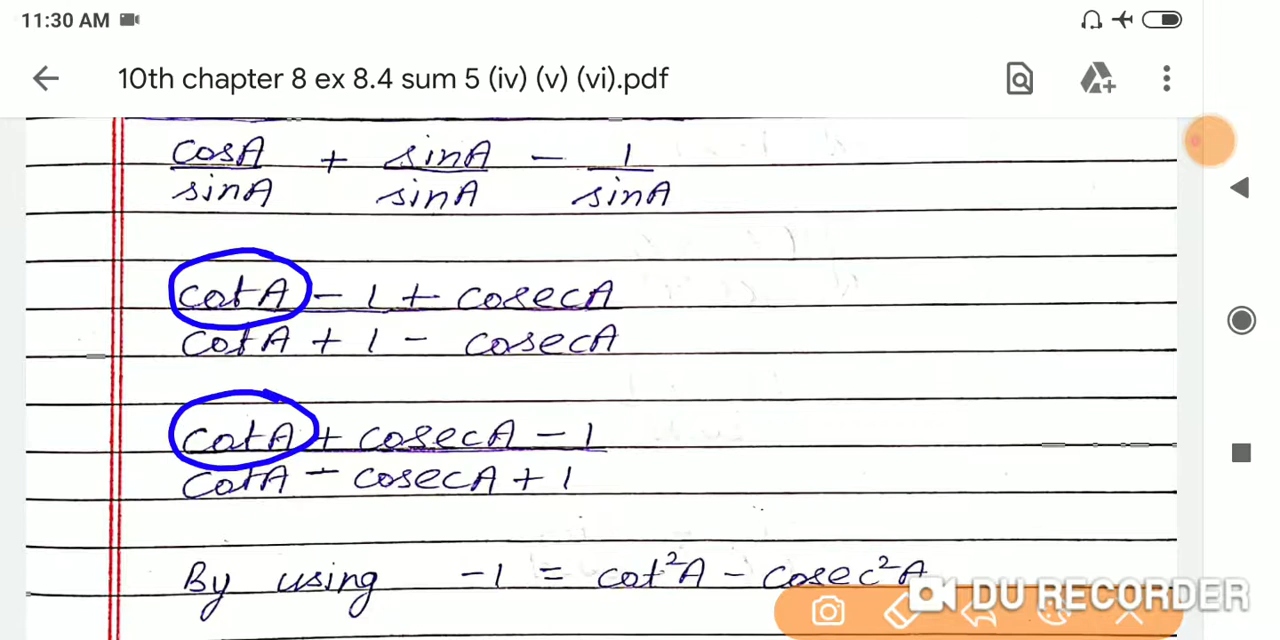 11:30 AM
10th chapter 8 ex 8.4 sum 5 (iv) (v) (vi).pdf
cosA/sinA + sinA/sinA − 1/sinA
cotA − 1 + cosecA
cotA + 1 − cosecA
cotA + cosecA − 1
cotA − cosecA + 1
By using −1 = cot²A − cosec²A
DU RECORDER